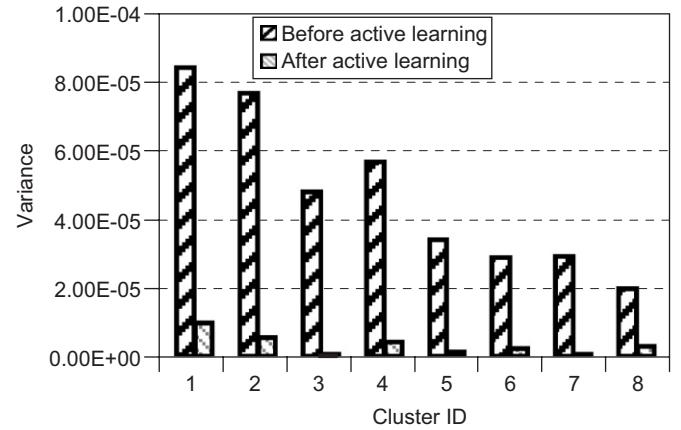 1.00E-04
Before active learning
After active learning
8.00E-05
6.00E-05
4.00E-05
2.00E-05
0.00E+00
Variance
1 2 3 4 5 6 7 8
Cluster ID